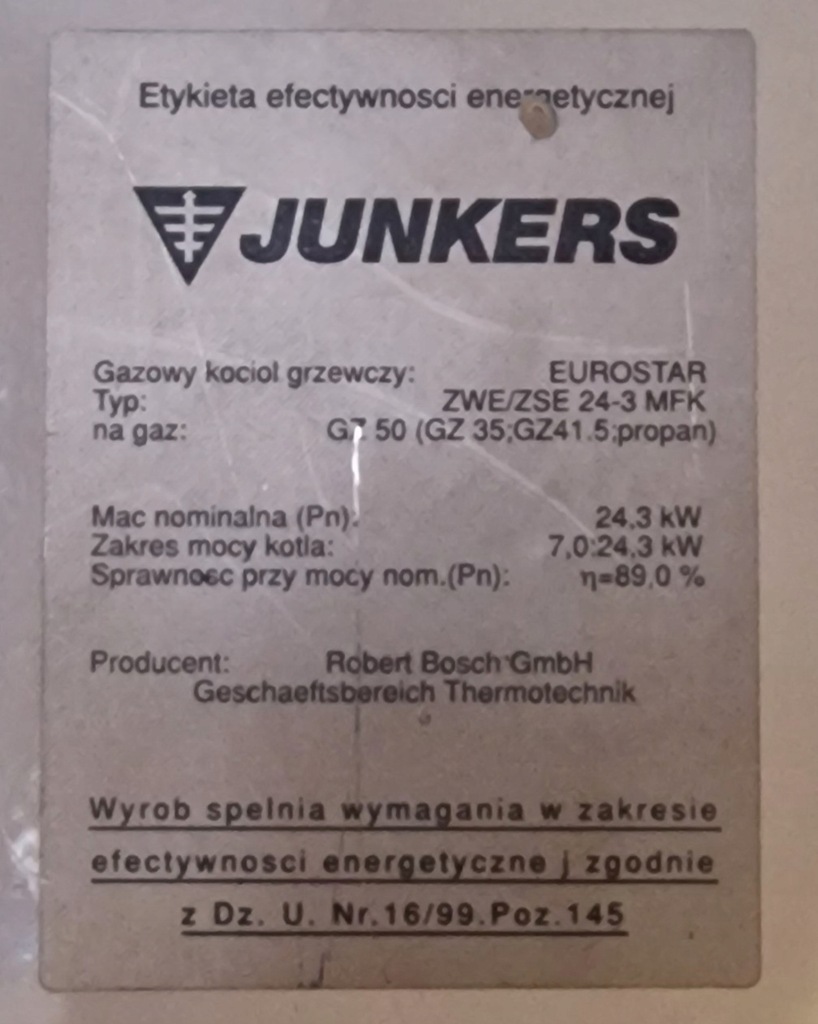 Etykieta efectywnosci energetycznej
JUNKERS
Gazowy kociol grzewczy: EUROSTAR
Typ: ZWE/ZSE 24-3 MFK
na gaz: GZ 50 (GZ 35;GZ41.5;propan)
Mac nominalna (Pn): 24,3 kW
Zakres mocy kotla: 7,0:24,3 kW
Sprawnosc przy mocy nom.(Pn): η=89,0 %
Producent: Robert Bosch GmbH
Geschaeftsbereich Thermotechnik
Wyrob spelnia wymagania w zakresie
efectywnosci energetyczne j zgodnie
z Dz. U. Nr.16/99.Poz.145